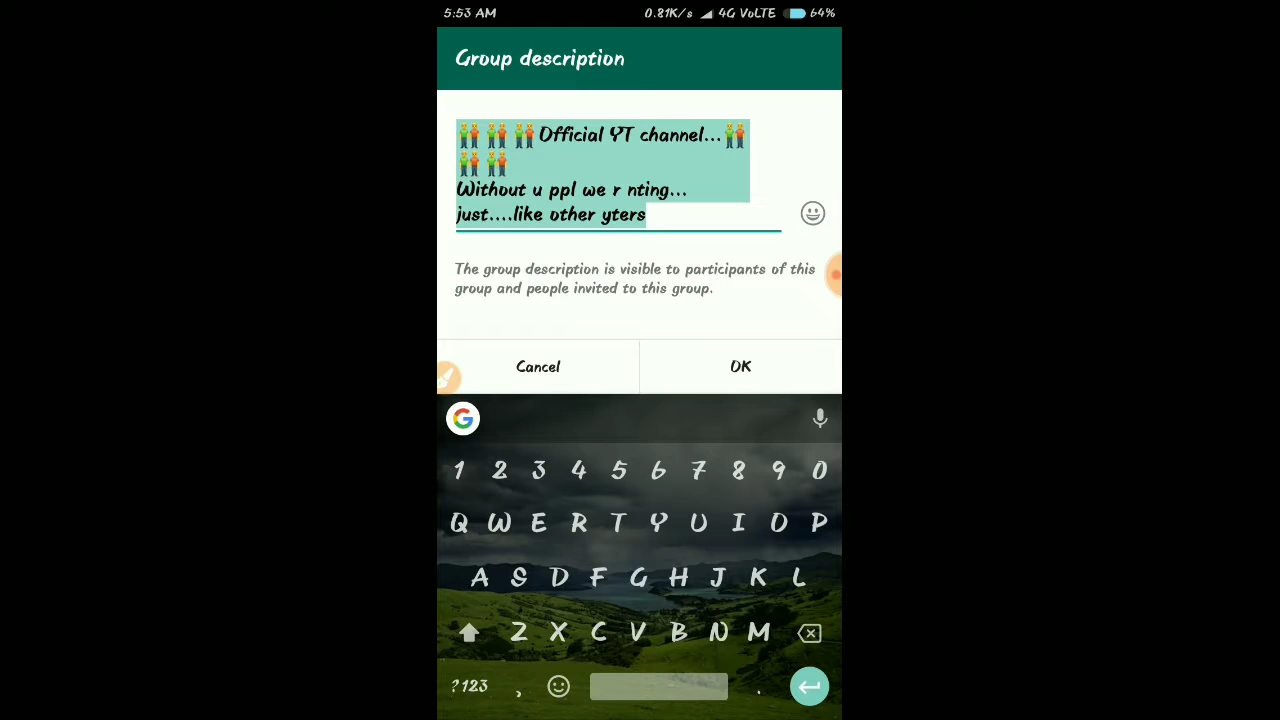 5:53 AM 0.81K/s 4G VoLTE 64%
Group description
👬👬👬Official YT channel...👬
👬👬
Without u ppl we r nting...
just....like other yters
The group description is visible to participants of this
group and people invited to this group.
Cancel OK
G
1 2 3 4 5 6 7 8 9 0
Q W E R T Y U I O P
A S D F G H J K L
Z X C V B N M
?123 , .